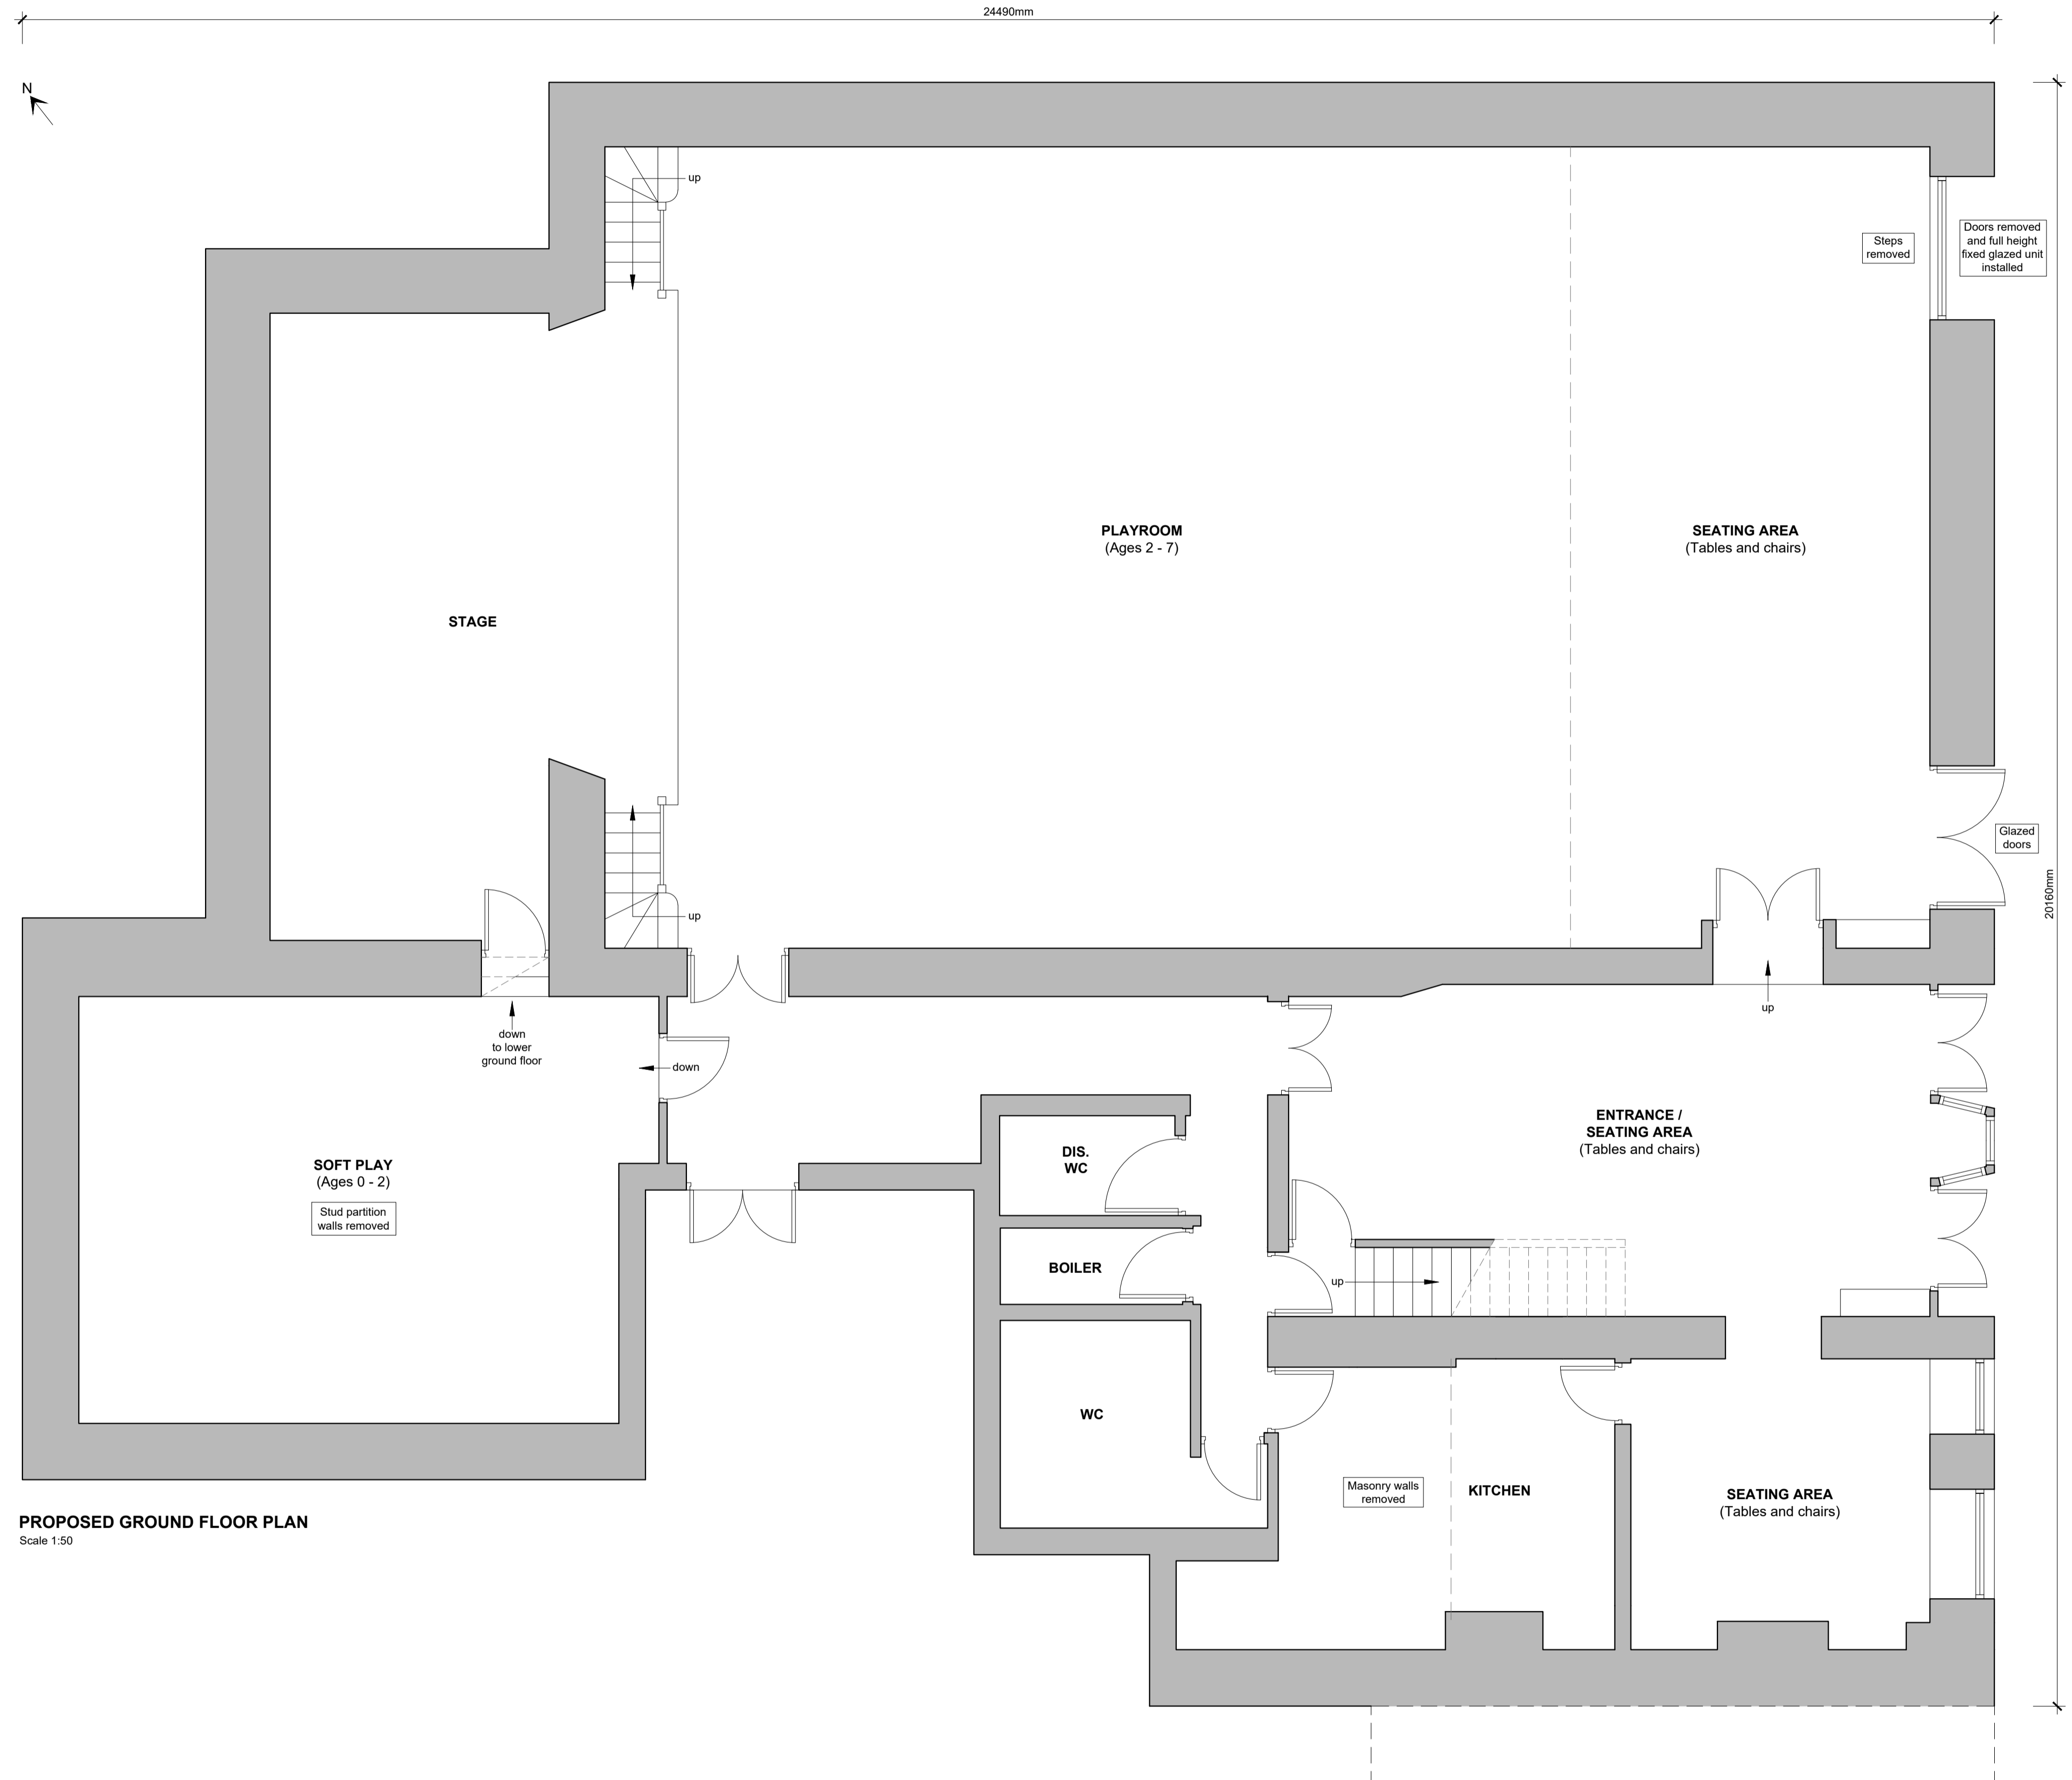 24490mm
N
up
Steps
removed
Doors removed
and full height
fixed glazed unit
installed
PLAYROOM
(Ages 2 - 7)
SEATING AREA
(Tables and chairs)
STAGE
Glazed
doors
20160mm
up
up
down
to lower
ground floor
down
ENTRANCE /
SEATING AREA
(Tables and chairs)
DIS.
WC
SOFT PLAY
(Ages 0 - 2)
Stud partition
walls removed
BOILER
up
WC
Masonry walls
removed
KITCHEN
SEATING AREA
(Tables and chairs)
PROPOSED GROUND FLOOR PLAN
Scale 1:50